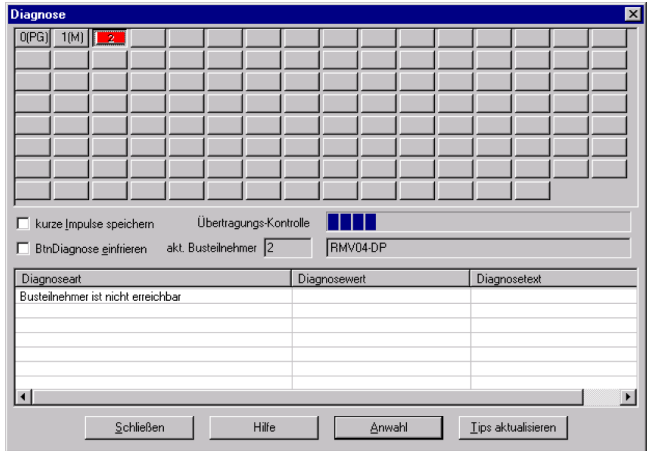 Diagnose
0(PG) 1(M) 2
kurze Impulse speichern Übertragungs-Kontrolle
BtnDiagnose einfrieren akt. Busteilnehmer 2 RMV04-DP
Diagnoseart Diagnosewert Diagnosetext
Busteilnehmer ist nicht erreichbar
Schließen Hilfe Anwahl Tips aktualisieren